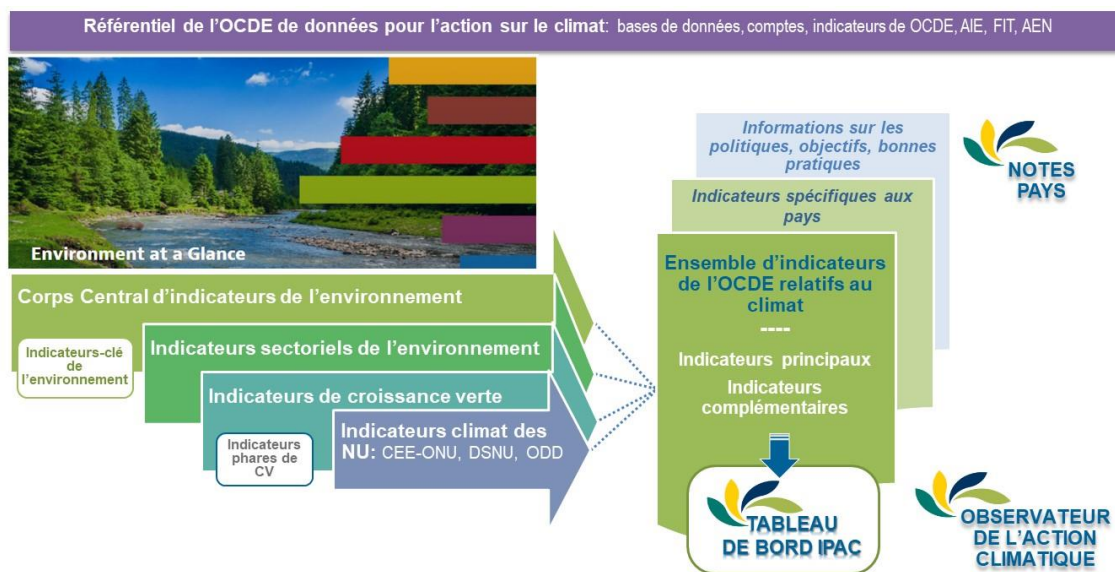 Référentiel de l'OCDE de données pour l'action sur le climat: bases de données, comptes, indicateurs de OCDE, AIE, FIT, AEN
Environment at a Glance
Corps Central d'indicateurs de l'environnement
Indicateurs-clé
de
l'environnement
Indicateurs sectoriels de l'environnement
Indicateurs de croissance verte
Indicateurs
phares de
CV
Indicateurs climat des
NU: CEE-ONU, DSNU, ODD
Informations sur les
politiques, objectifs, bonnes
pratiques
Indicateurs spécifiques aux
pays
Ensemble d'indicateurs
de l'OCDE relatifs au
climat
----
Indicateurs principaux
Indicateurs
complémentaires
TABLEAU
DE BORD IPAC
NOTES
PAYS
OBSERVATEUR
DE L'ACTION
CLIMATIQUE